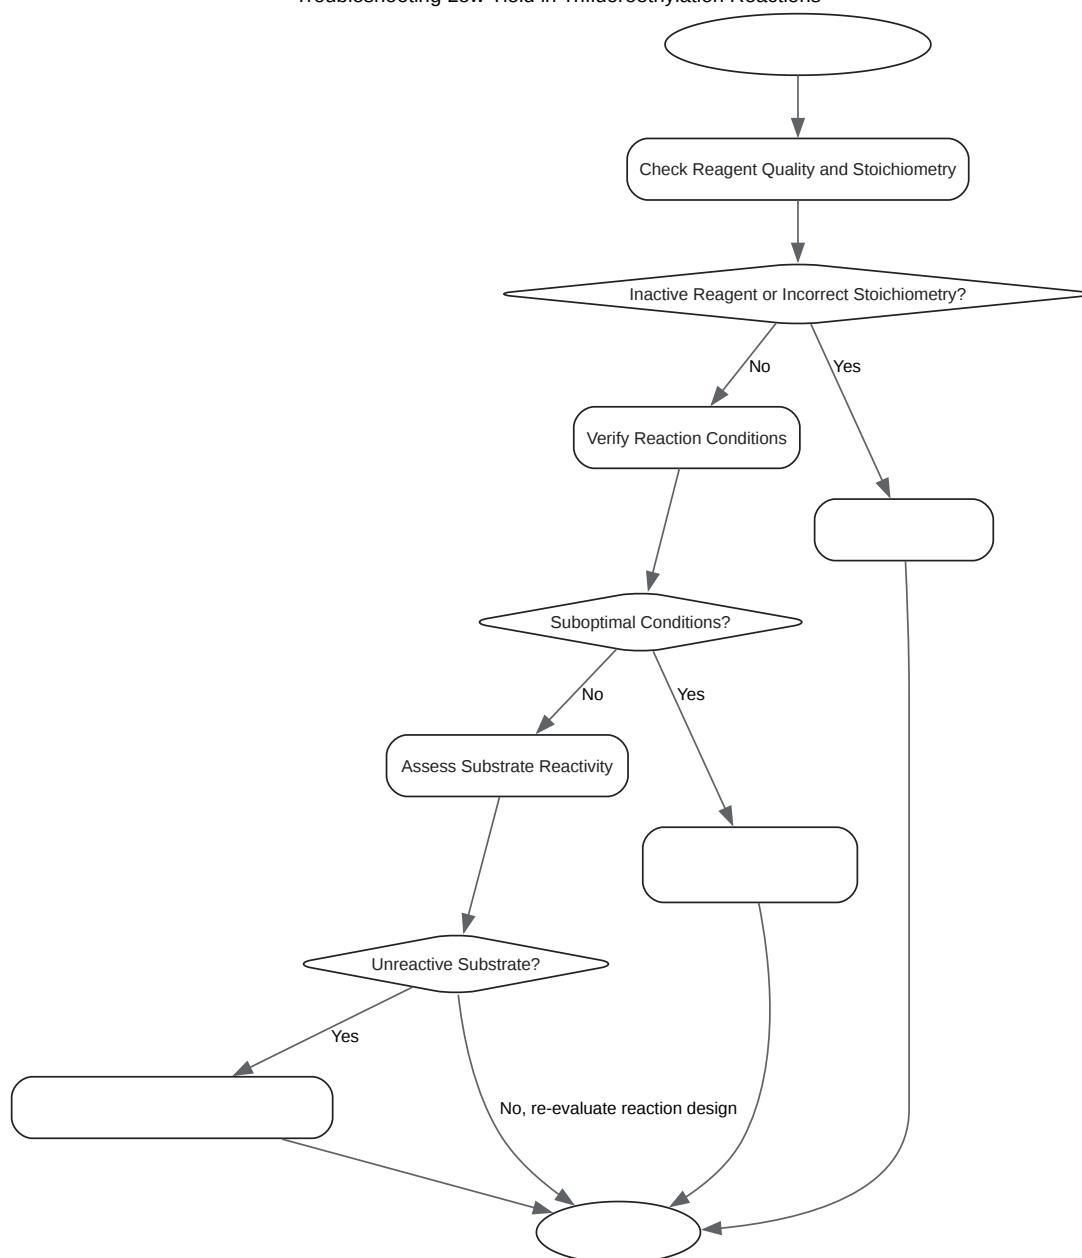 Troubleshooting Low Yield in Trifluoroethylation Reactions
Check Reagent Quality and Stoichiometry
Inactive Reagent or Incorrect Stoichiometry?
No
Yes
Verify Reaction Conditions
Suboptimal Conditions?
No
Yes
Assess Substrate Reactivity
Unreactive Substrate?
Yes
No, re-evaluate reaction design